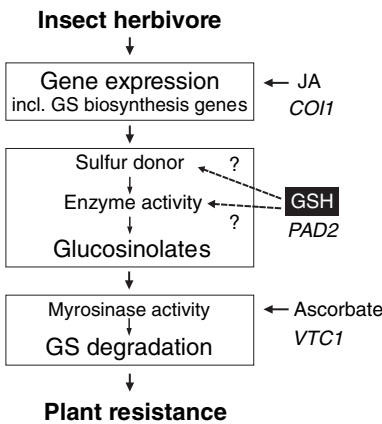 Insect herbivore
Gene expression
incl. GS biosynthesis genes
JA
COI1
Sulfur donor
?
Enzyme activity
GSH
?
PAD2
Glucosinolates
Myrosinase activity
Ascorbate
VTC1
GS degradation
Plant resistance